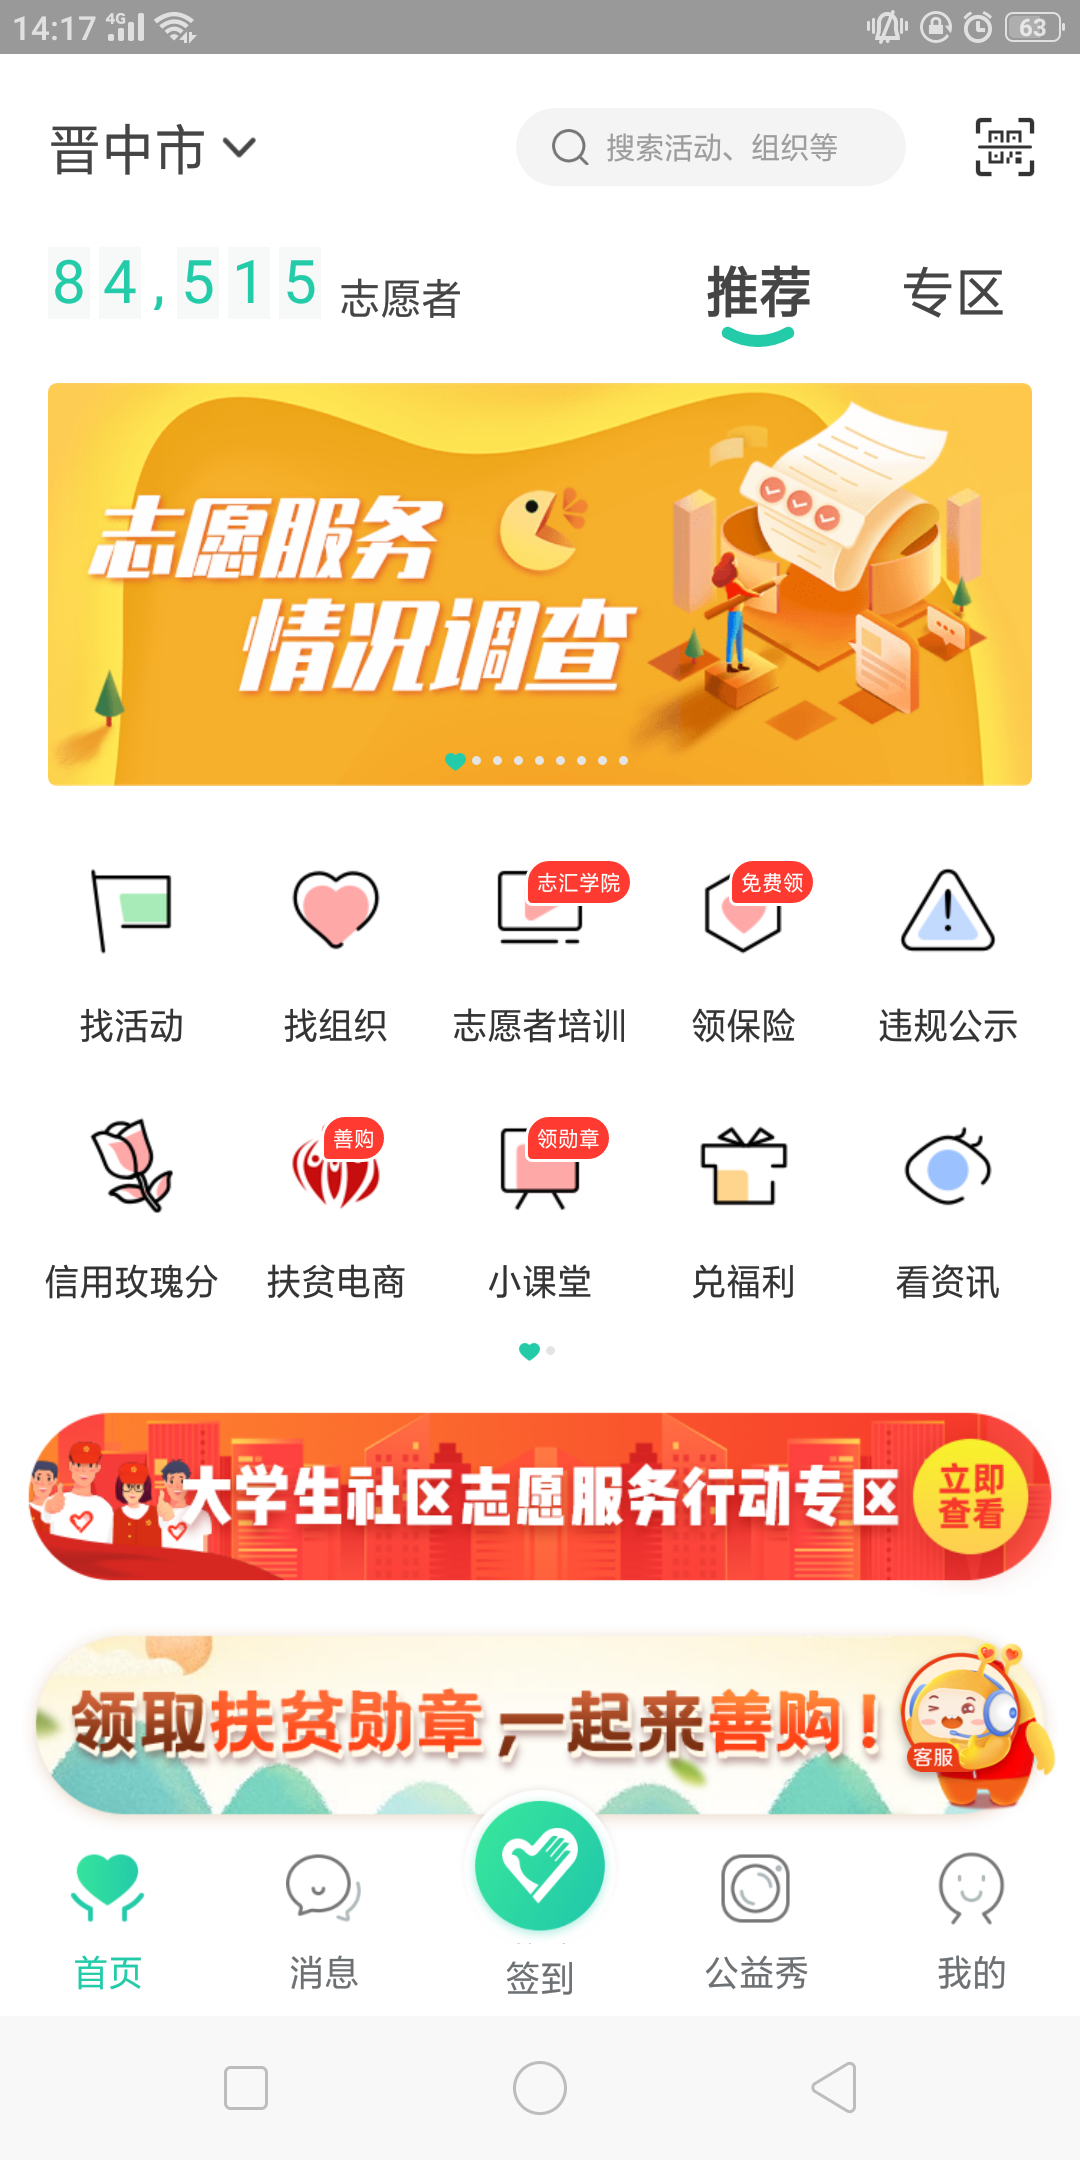 14:17 4G 63
晋中市
搜索活动、组织等
84,515 志愿者
推荐 专区
志愿服务
情况调查
志汇学院 免费领
找活动 找组织 志愿者培训 领保险 违规公示
善购 领勋章
信用玫瑰分 扶贫电商 小课堂 兑福利 看资讯
大学生社区志愿服务行动专区
立即
查看
领取扶贫勋章,一起来善购!
客服
首页 消息 签到 公益秀 我的